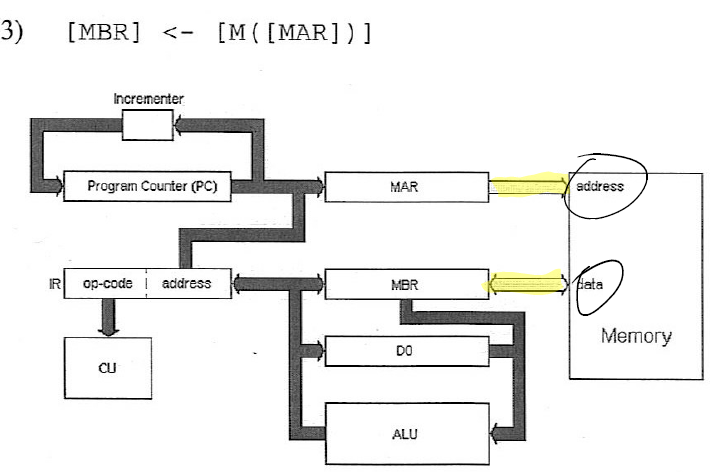 3) [MBR] <- [M([MAR])]
Incrementer
Program Counter (PC)
MAR
address
IR
op-code
address
MBR
data
Memory
CU
D0
ALU